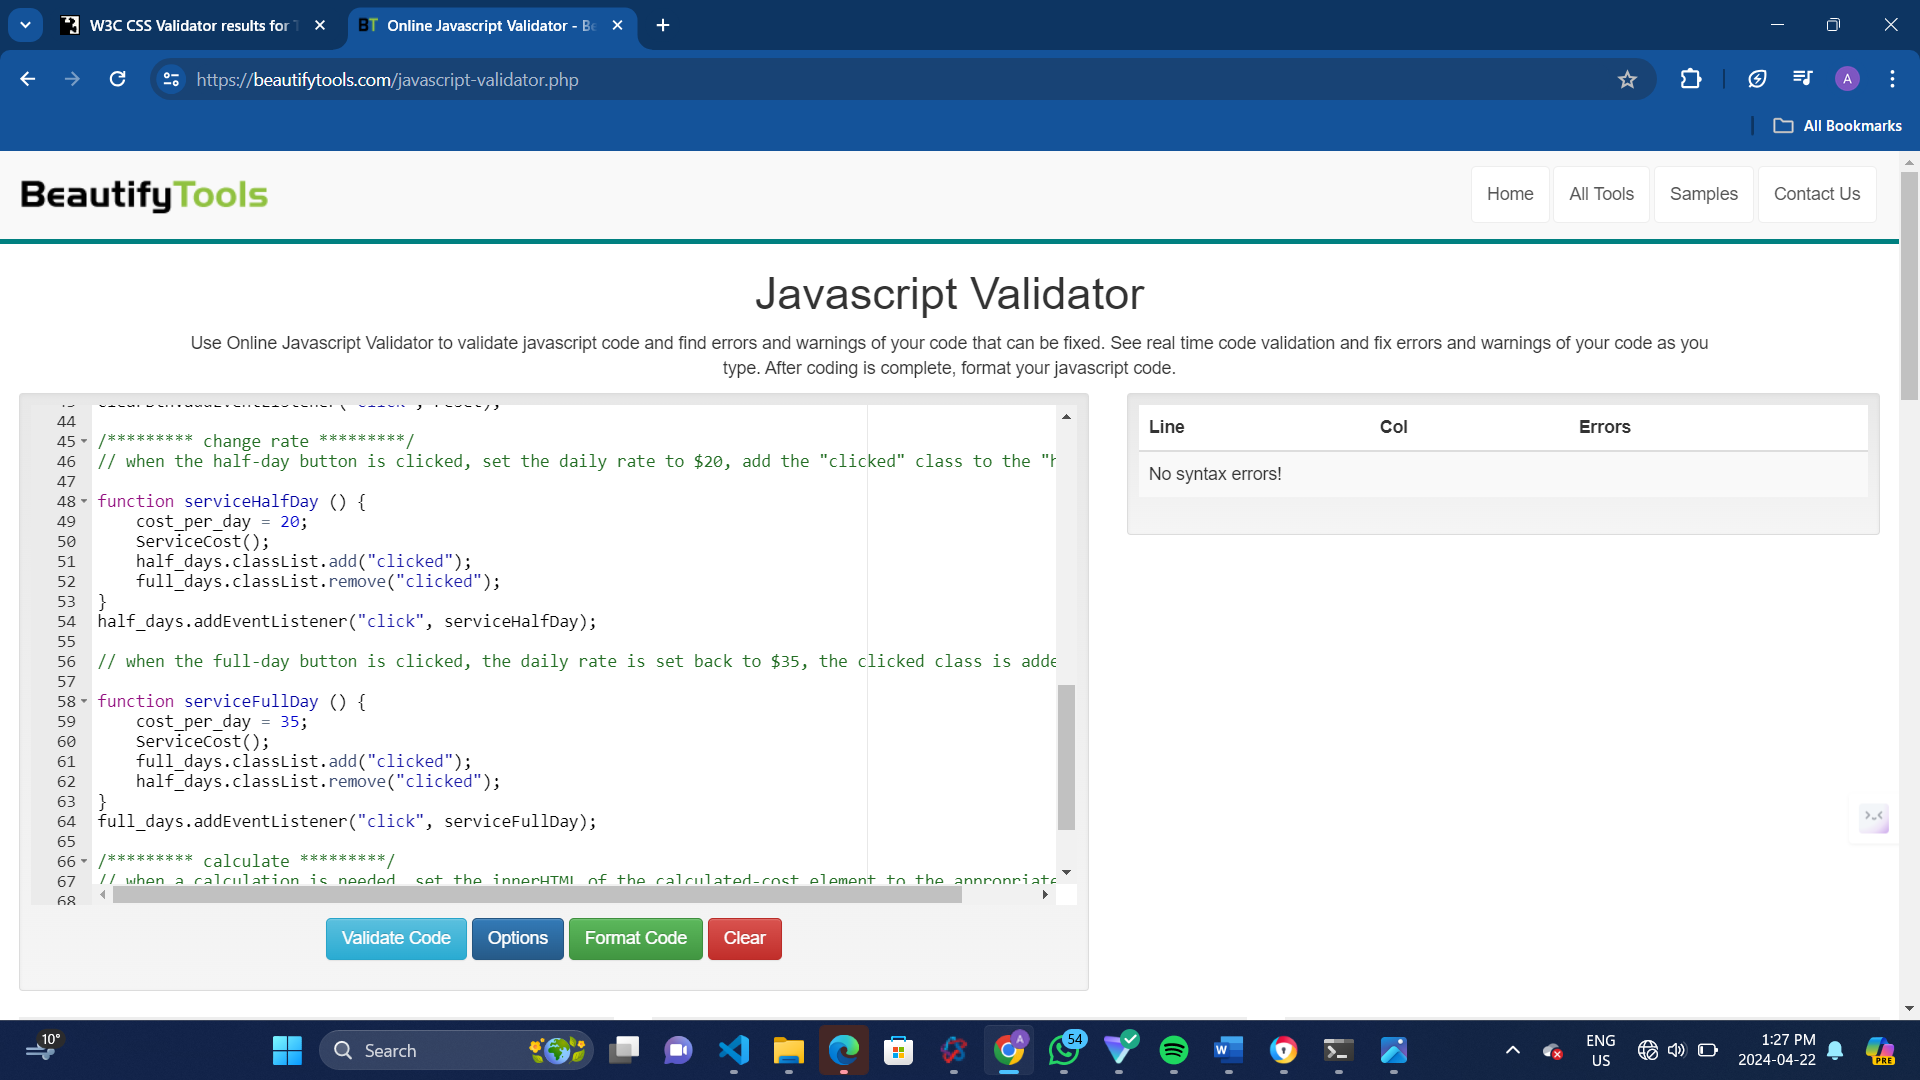 W3C CSS Validator results for T
BT Online Javascript Validator - Be
https://beautifytools.com/javascript-validator.php
A
All Bookmarks
BeautifyTools
Home
All Tools
Samples
Contact Us
Javascript Validator
Use Online Javascript Validator to validate javascript code and find errors and warnings of your code that can be fixed. See real time code validation and fix errors and warnings of your code as you
type. After coding is complete, format your javascript code.
44
45 /********* change rate *********/
46 // when the half-day button is clicked, set the daily rate to $20, add the "clicked" class to the "h
47
48 function serviceHalfDay () {
49 cost_per_day = 20;
50 ServiceCost();
51 half_days.classList.add("clicked");
52 full_days.classList.remove("clicked");
53 }
54 half_days.addEventListener("click", serviceHalfDay);
55
56 // when the full-day button is clicked, the daily rate is set back to $35, the clicked class is adde
57
58 function serviceFullDay () {
59 cost_per_day = 35;
60 ServiceCost();
61 full_days.classList.add("clicked");
62 half_days.classList.remove("clicked");
63 }
64 full_days.addEventListener("click", serviceFullDay);
65
66 /********* calculate *********/
67 // when a calculation is needed, set the innerHTML of the calculated-cost element to the appropriate
68
Validate Code
Options
Format Code
Clear
Line Col Errors
No syntax errors!
10°
Search
A
54
ENG
US
1:27 PM
2024-04-22
PRE